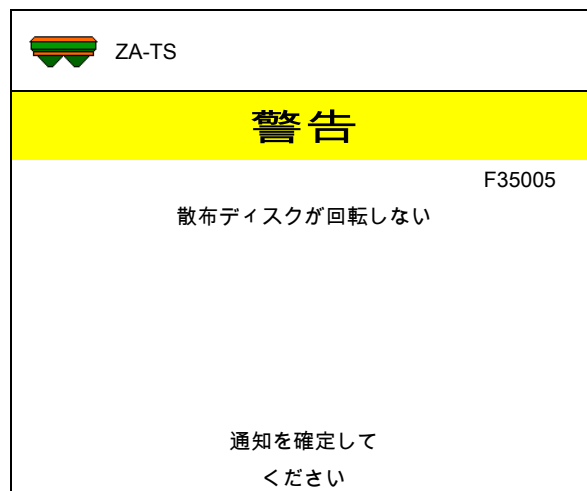 ZA-TS
警告
F35005
散布ディスクが回転しない
通知を確定して
ください